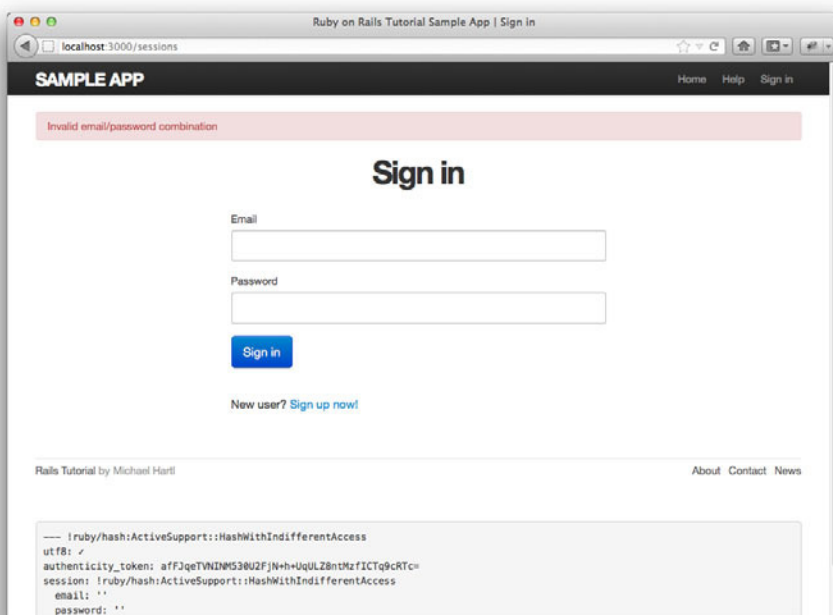 Ruby on Rails Tutorial Sample App | Sign in
localhost:3000/sessions
SAMPLE APP
Home Help Sign in
Invalid email/password combination
Sign in
Email
Password
Sign in
New user? Sign up now!
Rails Tutorial by Michael Hartl
About Contact News
--- !ruby/hash:ActiveSupport::HashWithIndifferentAccess
utf8: ✓
authenticity_token: afFJqeTVNINM530U2FjN+h+UqULZ8ntMzfICTq9cRTc=
session: !ruby/hash:ActiveSupport::HashWithIndifferentAccess
email: ''
password: ''